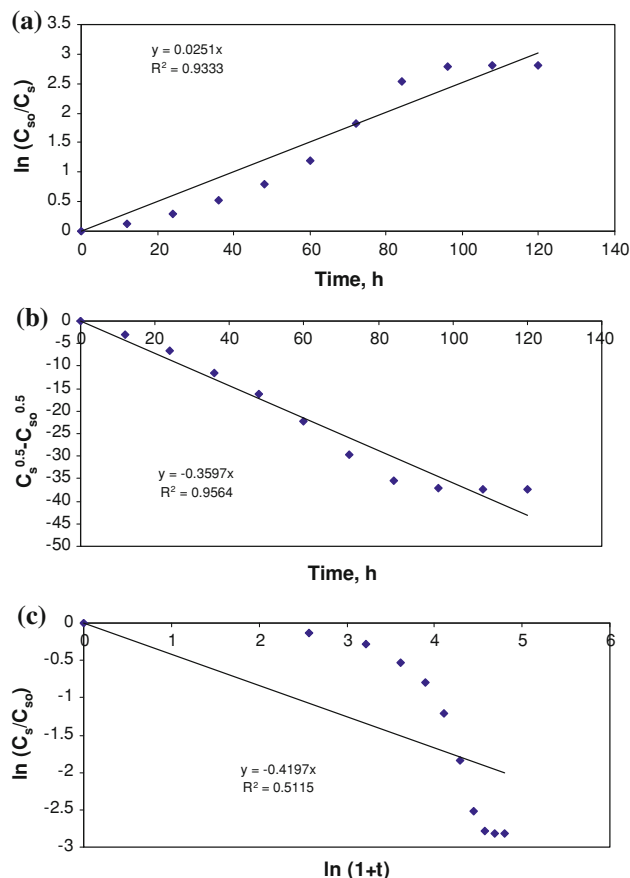 (a)
y = 0.0251x
R² = 0.9333
3.5
3
2.5
2
1.5
1
0.5
0
ln (Cso/Cs)
0 20 40 60 80 100 120 140
Time, h
(b)
0
-5
-10
-15
-20
-25
-30
-35
-40
-45
-50
0 20 40 60 80 100 120 140
Cs^0.5-Cso^0.5
y = -0.3597x
R² = 0.9564
Time, h
(c)
0
-0.5
-1
-1.5
-2
-2.5
-3
0 1 2 3 4 5 6
ln (Cs/Cso)
y = -0.4197x
R² = 0.5115
ln (1+t)